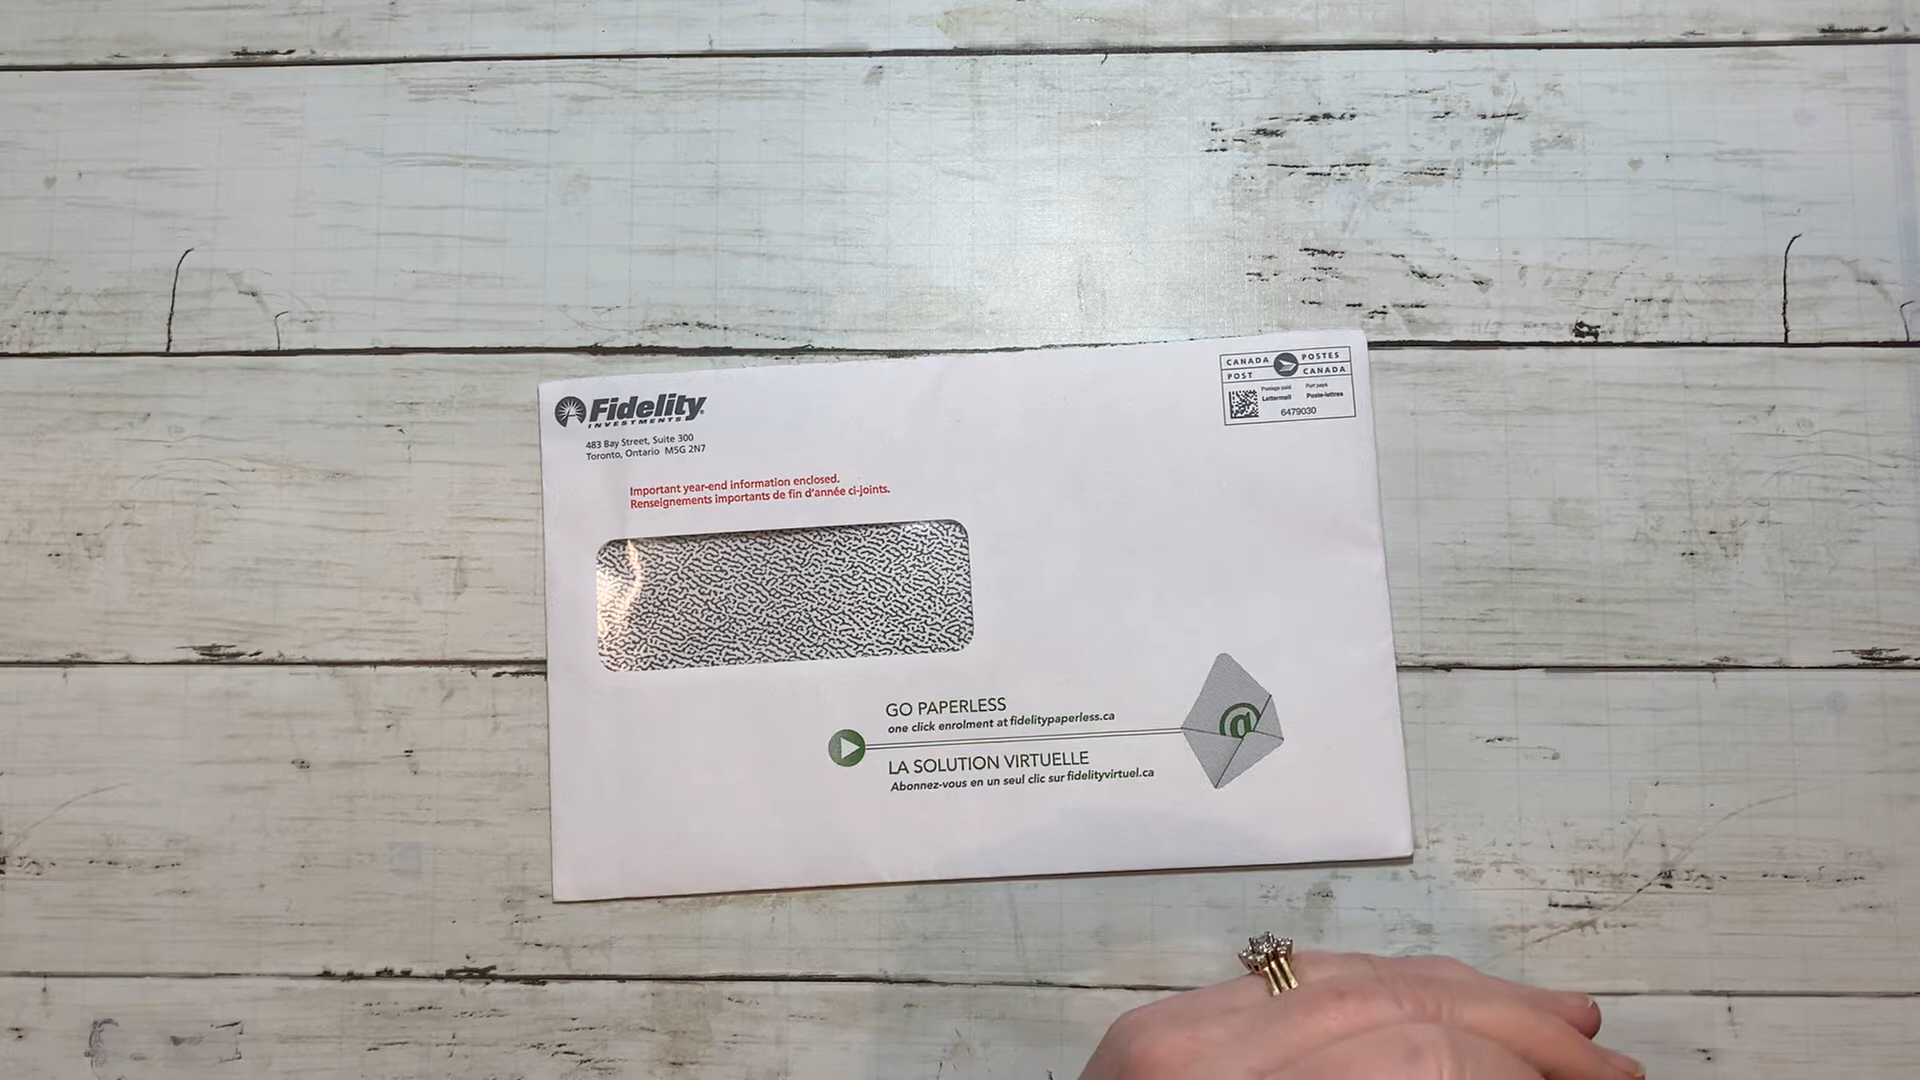 Fidelity
INVESTMENTS
483 Bay Street, Suite 300
Toronto, Ontario M5G 2N7
CANADA POSTES
POST CANADA
Postage paid Port payé
Lettermail Poste-lettres
6479030
Important year-end information enclosed.
Renseignements importants de fin d'année ci-joints.
GO PAPERLESS
one click enrolment at fidelitypaperless.ca
@
LA SOLUTION VIRTUELLE
Abonnez-vous en un seul clic sur fidelityvirtuel.ca